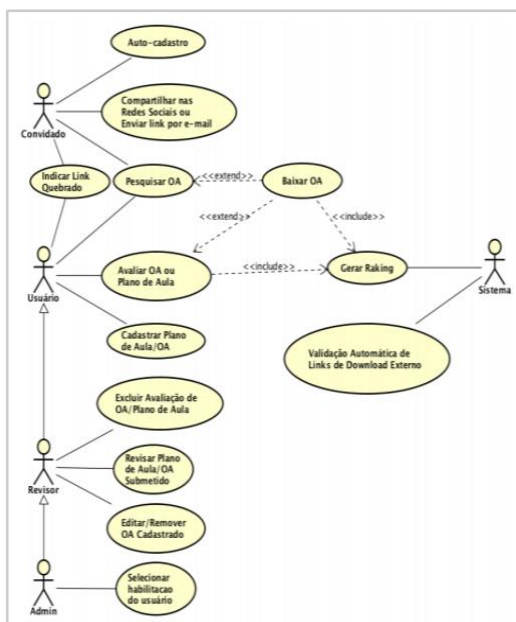 Auto-cadastro
Convidado
Compartilhar nas
Redes Sociais ou
Enviar link por e-mail
Indicar Link
Quebrado
Pesquisar OA
<<extend>>
Baixar OA
<<extend>>
<<include>>
Usuário
Avaliar OA ou
Plano de Aula
<<include>>
Gerar Raking
Sistema
Cadastrar Plano
de Aula/OA
Validação Automática de
Links de Download Externo
Excluir Avaliação de
OA/Plano de Aula
Revisor
Revisar Plano
de Aula/OA
Submetido
Editar/Remover
OA Cadastrado
Admin
Selecionar
habilitacao
do usuário